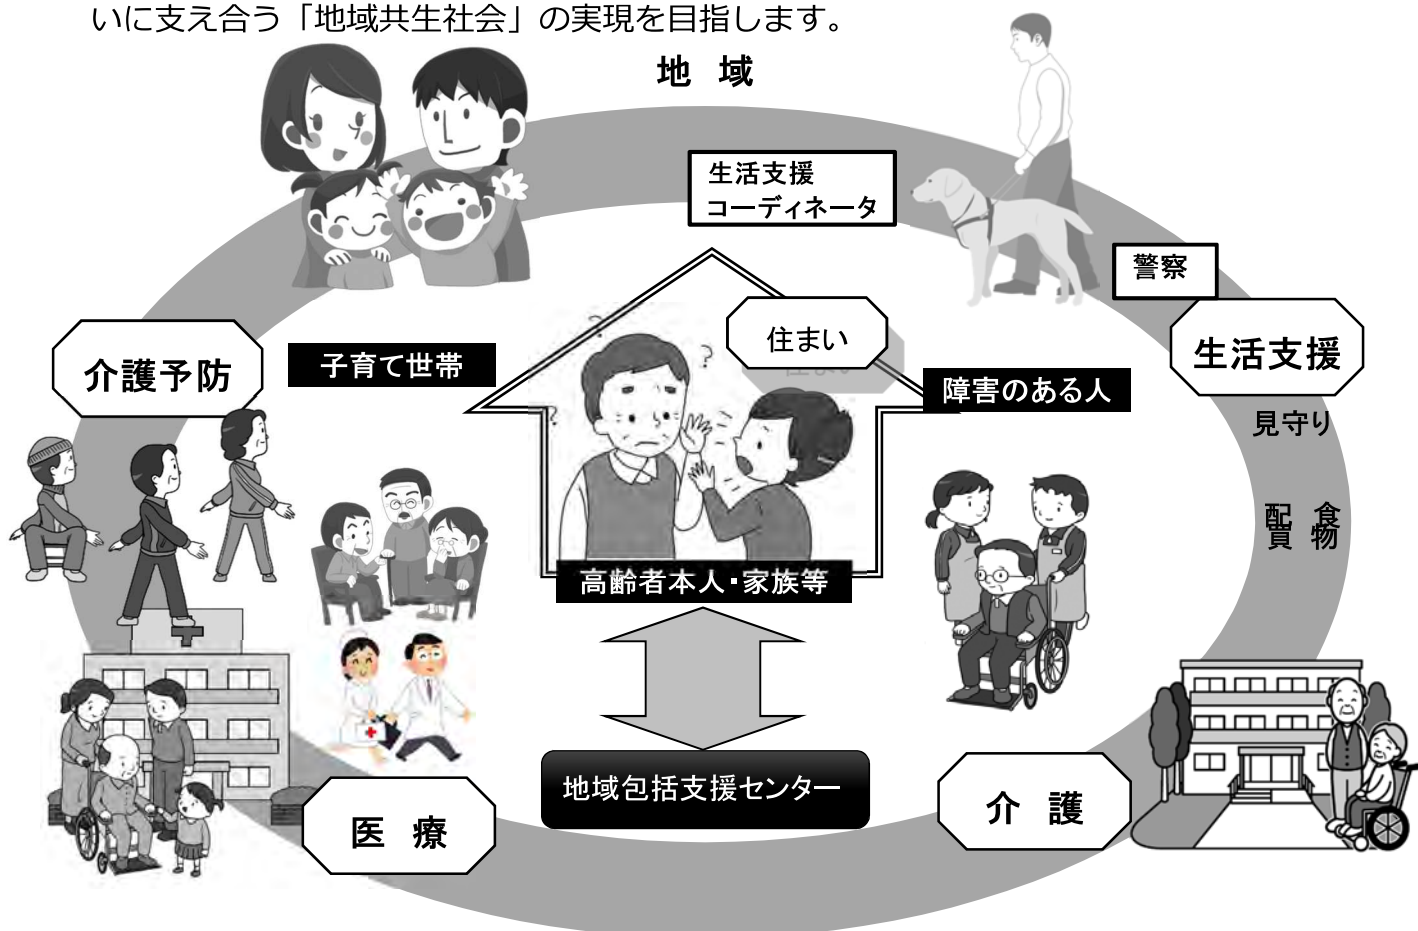 いに支え合う「地域共生社会」の実現を目指します。
地 域
生活支援
コーディネータ
警察
住まい
介護予防
子育て世帯
障害のある人
生活支援
見守り
配 食
買 物
高齢者本人・家族等
地域包括支援センター
医 療
介 護